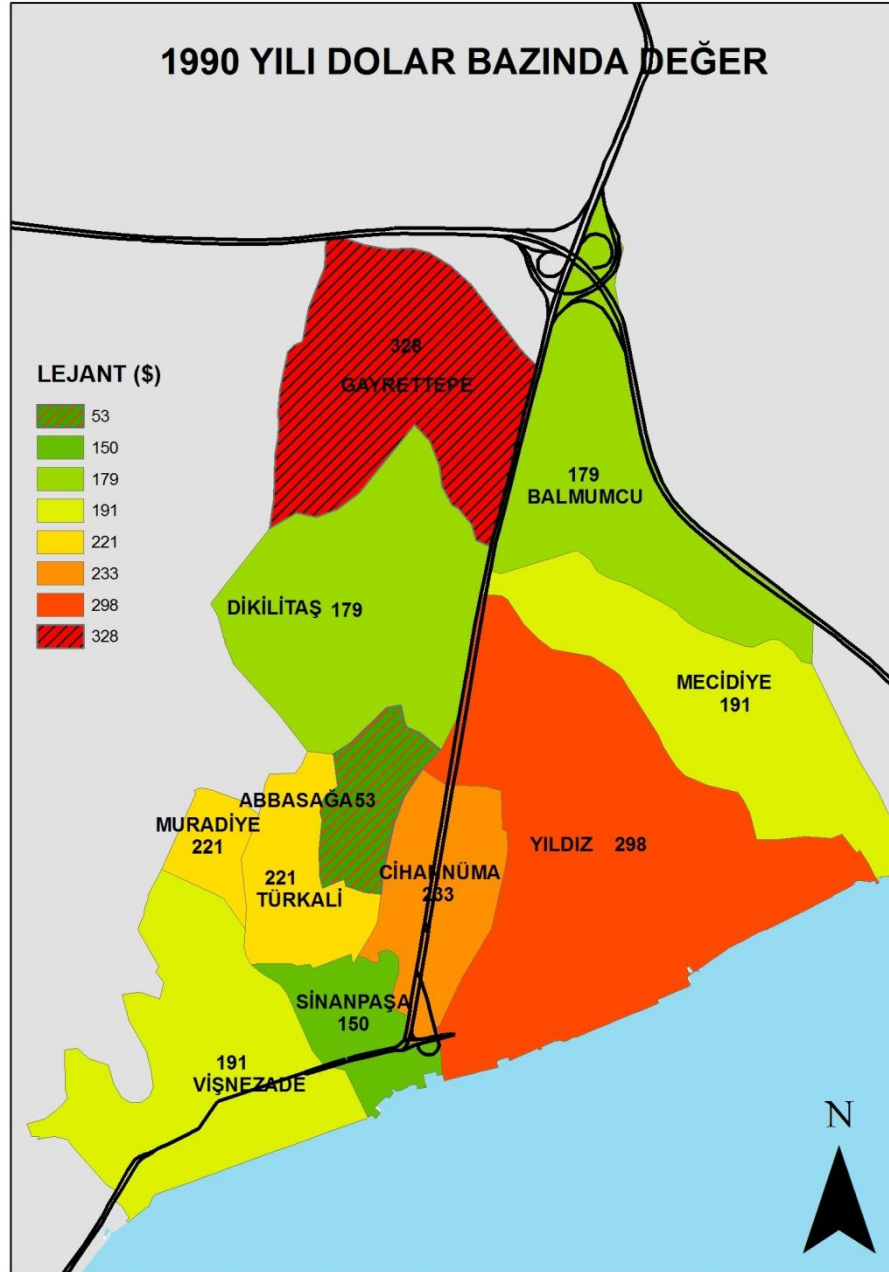 1990 YILI DOLAR BAZINDA DEĞER
LEJANT ($)
53
150
179
191
221
233
298
328
328
GAYRETTEPE
179
BALMUMCU
DİKİLİTAŞ 179
MECİDİYE
191
ABBASAĞA53
MURADİYE
221
221
TÜRKALİ
CİHANNÜMA
233
YILDIZ 298
SİNANPAŞA
150
191
VİŞNEZADE
N